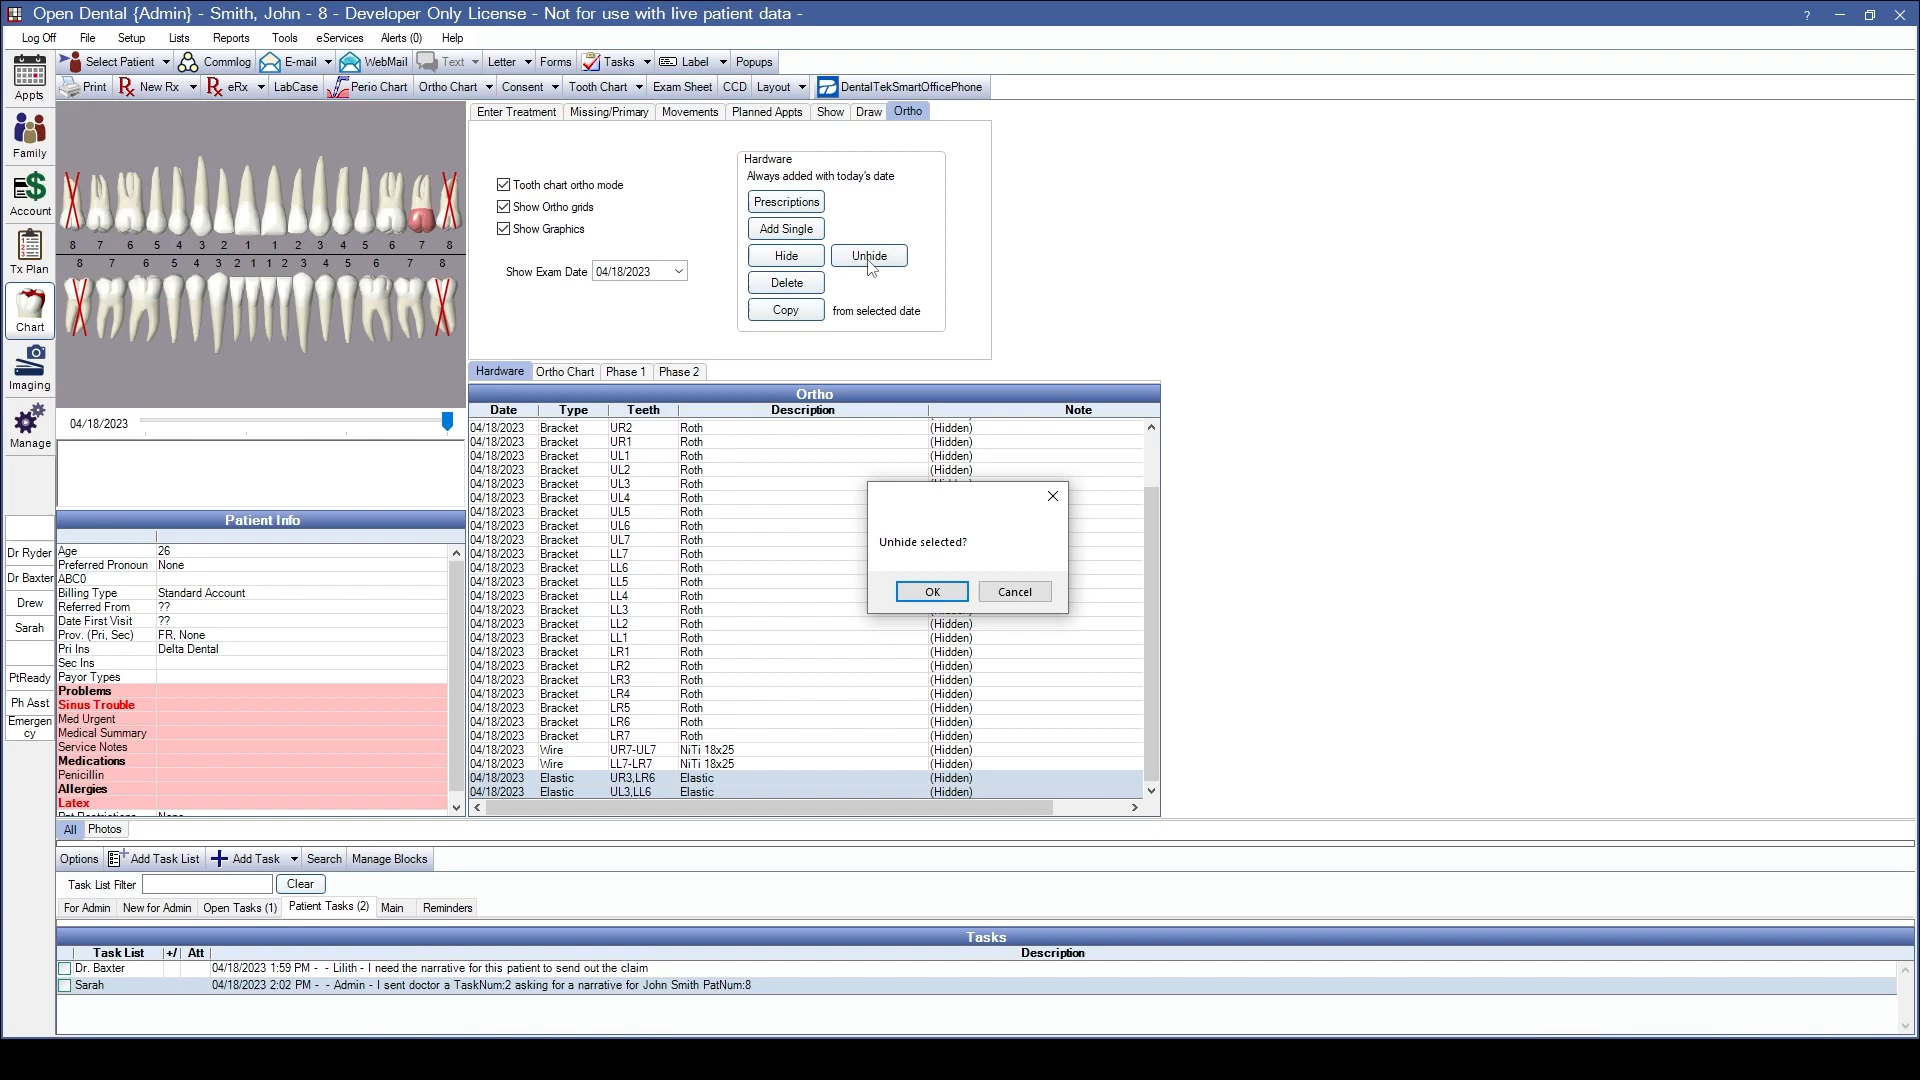 Open Dental {Admin} - Smith, John - 8 - Developer Only License - Not for use with live patient data -
Log Off File Setup Lists Reports Tools eServices Alerts (0) Help
Select Patient Commlog E-mail WebMail Text Letter Forms Tasks Label Popups
Print New Rx eRx LabCase Perio Chart Ortho Chart Consent Tooth Chart Exam Sheet CCD Layout DentalTekSmartOfficePhone
Appts
Family
Account
Tx Plan
Chart
Imaging
Manage
Dr Ryder
Dr Baxter
Drew
Sarah
PtReady
Ph Asst
Emergen
cy
8 7 6 5 4 3 2 1 1 2 3 4 5 6 7 8
8 7 6 5 4 3 2 1 1 2 3 4 5 6 7 8
04/18/2023
Enter Treatment Missing/Primary Movements Planned Appts Show Draw Ortho
Tooth chart ortho mode
Show Ortho grids
Show Graphics
Show Exam Date 04/18/2023
Hardware
Always added with today's date
Prescriptions
Add Single
Hide Unhide
Delete
Copy from selected date
Hardware Ortho Chart Phase 1 Phase 2
Ortho
Date Type Teeth Description Note
04/18/2023 Bracket UR2 Roth (Hidden)
04/18/2023 Bracket UR1 Roth (Hidden)
04/18/2023 Bracket UL1 Roth (Hidden)
04/18/2023 Bracket UL2 Roth (Hidden)
04/18/2023 Bracket UL3 Roth
04/18/2023 Bracket UL4 Roth
04/18/2023 Bracket UL5 Roth
04/18/2023 Bracket UL6 Roth
04/18/2023 Bracket UL7 Roth
04/18/2023 Bracket LL7 Roth
04/18/2023 Bracket LL6 Roth
04/18/2023 Bracket LL5 Roth
04/18/2023 Bracket LL4 Roth
04/18/2023 Bracket LL3 Roth
04/18/2023 Bracket LL2 Roth (Hidden)
04/18/2023 Bracket LL1 Roth (Hidden)
04/18/2023 Bracket LR1 Roth (Hidden)
04/18/2023 Bracket LR2 Roth (Hidden)
04/18/2023 Bracket LR3 Roth (Hidden)
04/18/2023 Bracket LR4 Roth (Hidden)
04/18/2023 Bracket LR5 Roth (Hidden)
04/18/2023 Bracket LR6 Roth (Hidden)
04/18/2023 Bracket LR7 Roth (Hidden)
04/18/2023 Wire UR7-UL7 NiTi 18x25 (Hidden)
04/18/2023 Wire LL7-LR7 NiTi 18x25 (Hidden)
04/18/2023 Elastic UR3,LR6 Elastic (Hidden)
04/18/2023 Elastic UL3,LL6 Elastic (Hidden)
Unhide selected?
OK Cancel
Patient Info
Age 26
Preferred Pronoun None
ABC0
Billing Type Standard Account
Referred From ??
Date First Visit ??
Prov. (Pri, Sec) FR, None
Pri Ins Delta Dental
Sec Ins
Payor Types
Problems
Sinus Trouble
Med Urgent
Medical Summary
Service Notes
Medications
Penicillin
Allergies
Latex
Pat Restrictions None
All Photos
Options Add Task List Add Task Search Manage Blocks
Task List Filter Clear
For Admin New for Admin Open Tasks (1) Patient Tasks (2) Main Reminders
Tasks
Task List +/ Att Description
Dr. Baxter 04/18/2023 1:59 PM - - Lilith - I need the narrative for this patient to send out the claim
Sarah 04/18/2023 2:02 PM - - Admin - I sent doctor a TaskNum:2 asking for a narrative for John Smith PatNum:8